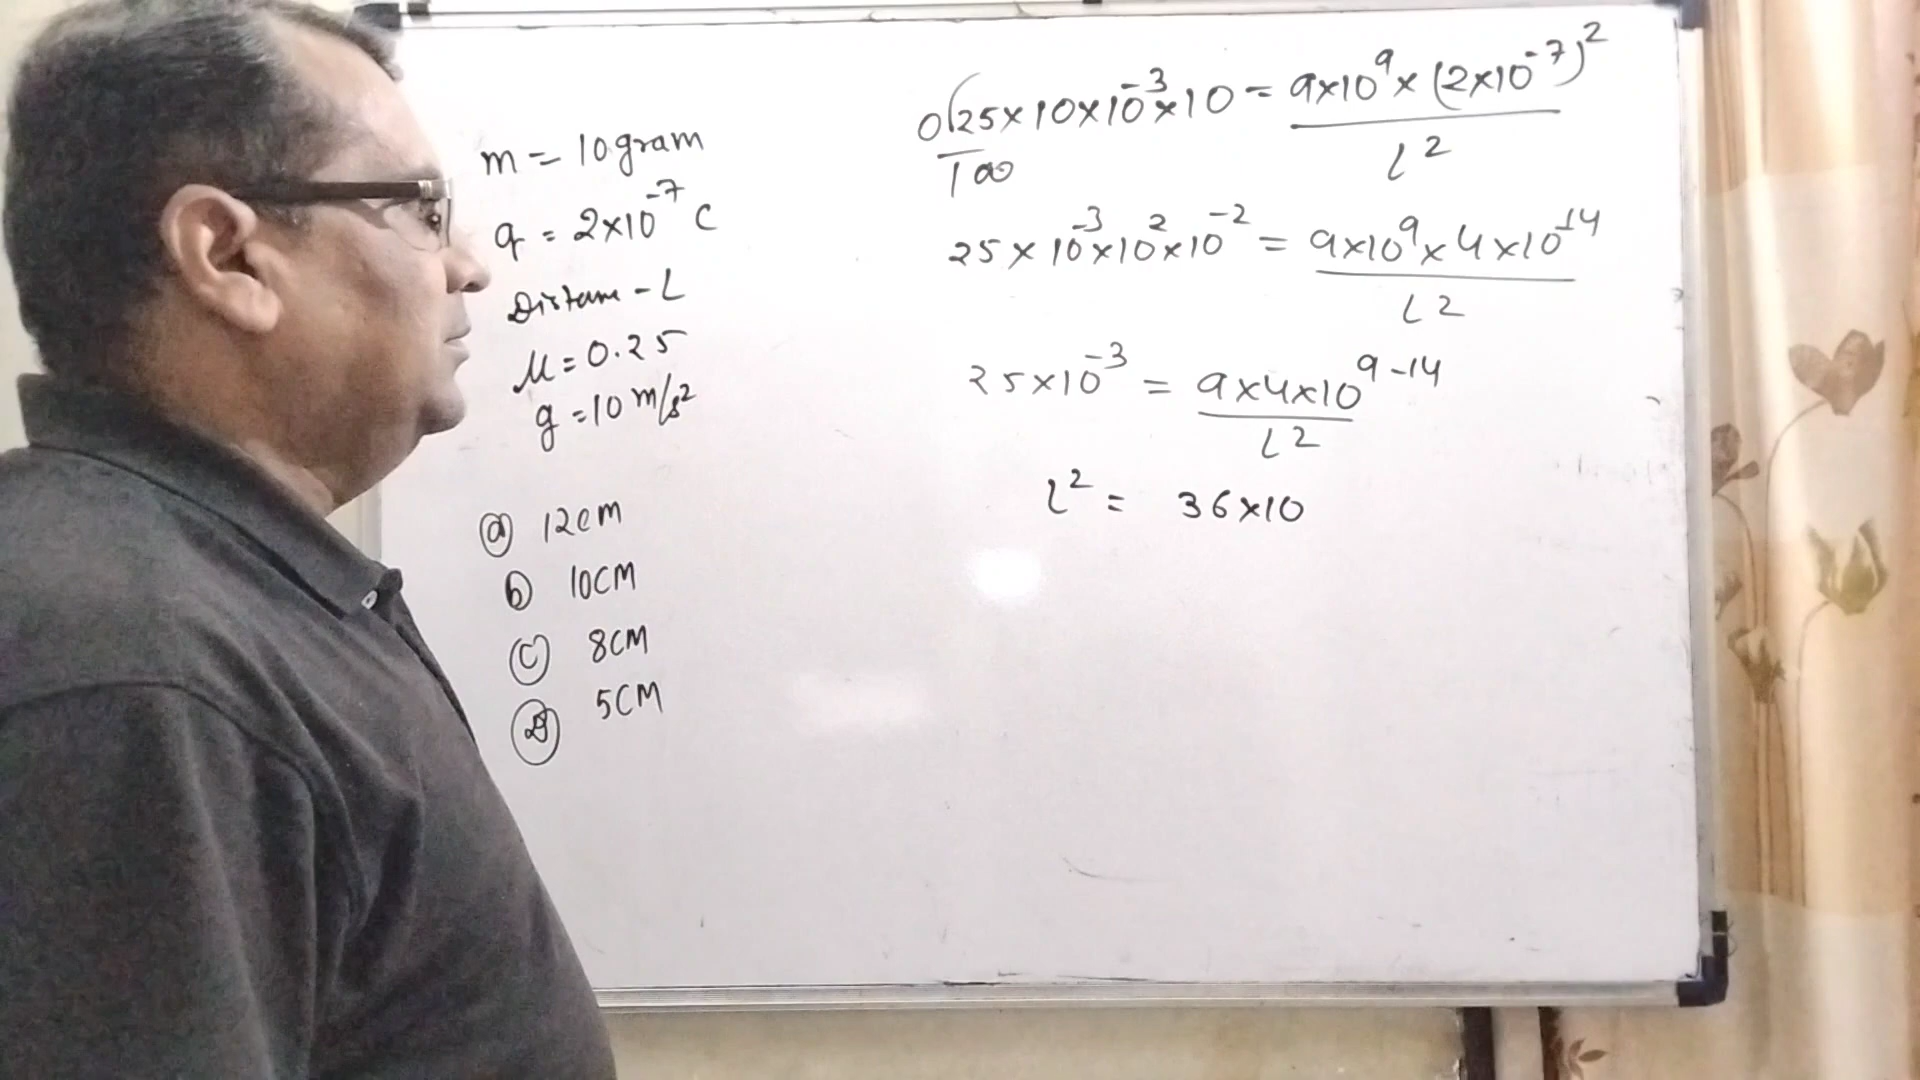 m = 10 gram
q = 2×10⁻⁷ C
Distance - L
μ = 0.25
g = 10 m/s²
(a) 12cm
(b) 10CM
(c) 8CM
(d) 5CM
0.25/100 × 10×10⁻³×10 = 9×10⁹ × (2×10⁻⁷)² / l²
25 × 10⁻³×10²×10⁻² = 9×10⁹ × 4 ×10⁻¹⁴ / L2
25×10⁻³ = 9×4×10⁹⁻¹⁴ / l2
l² = 36×10